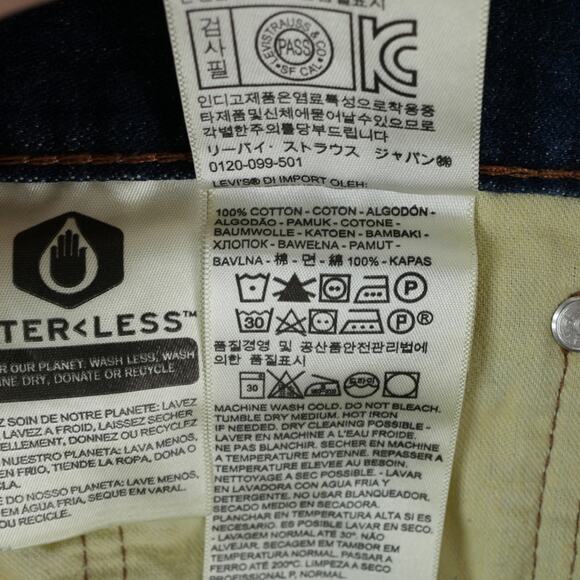 검사필
LEVI STRAUSS & CO
PASS
SF CAL
인디고제품은염료특성으로착용중
타제품및신체에묻어날수있으므로
각별한주의를당부드립니다
リーバイ・ストラウス ジャパン㈱
0120-099-501
LEVI'S® DI IMPORT OLEH:
100% COTTON - COTON - ALGODÓN -
ALGODÃO - PAMUK - COTONE -
BAUMWOLLE - KATOEN - BAMBAKI -
ХЛОПОК - BAWEŁNA - PAMUT -
BAVLNA - 棉 - 면 - 綿 100% - KAPAS
P
30 P®
품질경영 및 공산품안전관리법에
의한 품질표시
30 드라이
MACHINE WASH COLD. DO NOT BLEACH.
TUMBLE DRY MEDIUM. HOT IRON
IF NEEDED. DRY CLEANING POSSIBLE -
LAVER EN MACHINE A L'EAU FROIDE.
NE PAS BLANCHIR. SECHER EN MACHINE
A TEMPERATURE MOYENNE. REPASSER A
TEMPERATURE ELEVEE AU BESOIN.
NETTOYAGE A SEC POSSIBLE. - LAVAR
EN LAVADORA CON AGUA FRIA Y
DETERGENTE. NO USAR BLANQUEADOR.
SECADO MEDIO EN SECADORA.
PLANCHAR EN TEMPERATURA ALTA SI ES
NECESARIO. ES POSIBLE LAVAR EN SECO.
- LAVAGEM NORMAL ATE 30º. NÃO
ALVEJAR. SECAGEM EM TAMBOR EM
TEMPERATURA NORMAL. PASSAR A
FERRO ATÉ 200ºC. LIMPEZA A SECO
PROFISSIONAL P, NORMAL
TER<LESS™
OUR PLANET: WASH LESS, WASH
INE DRY, DONATE OR RECYCLE
Z SOIN DE NOTRE PLANETE: LAVEZ
LAVEZ A FROID, LAISSEZ SECHER
ELLEMENT, DONNEZ OU RECYCLEZ
NUESTRO PLANETA: LAVA MENOS,
EN FRÍO, TIENDE LA ROPA, DONA O
CLA.
E DO NOSSO PLANETA: LAVE MENOS,
M ÁGUA FRIA, SEQUE EM VARAL,
OU RECICLE.